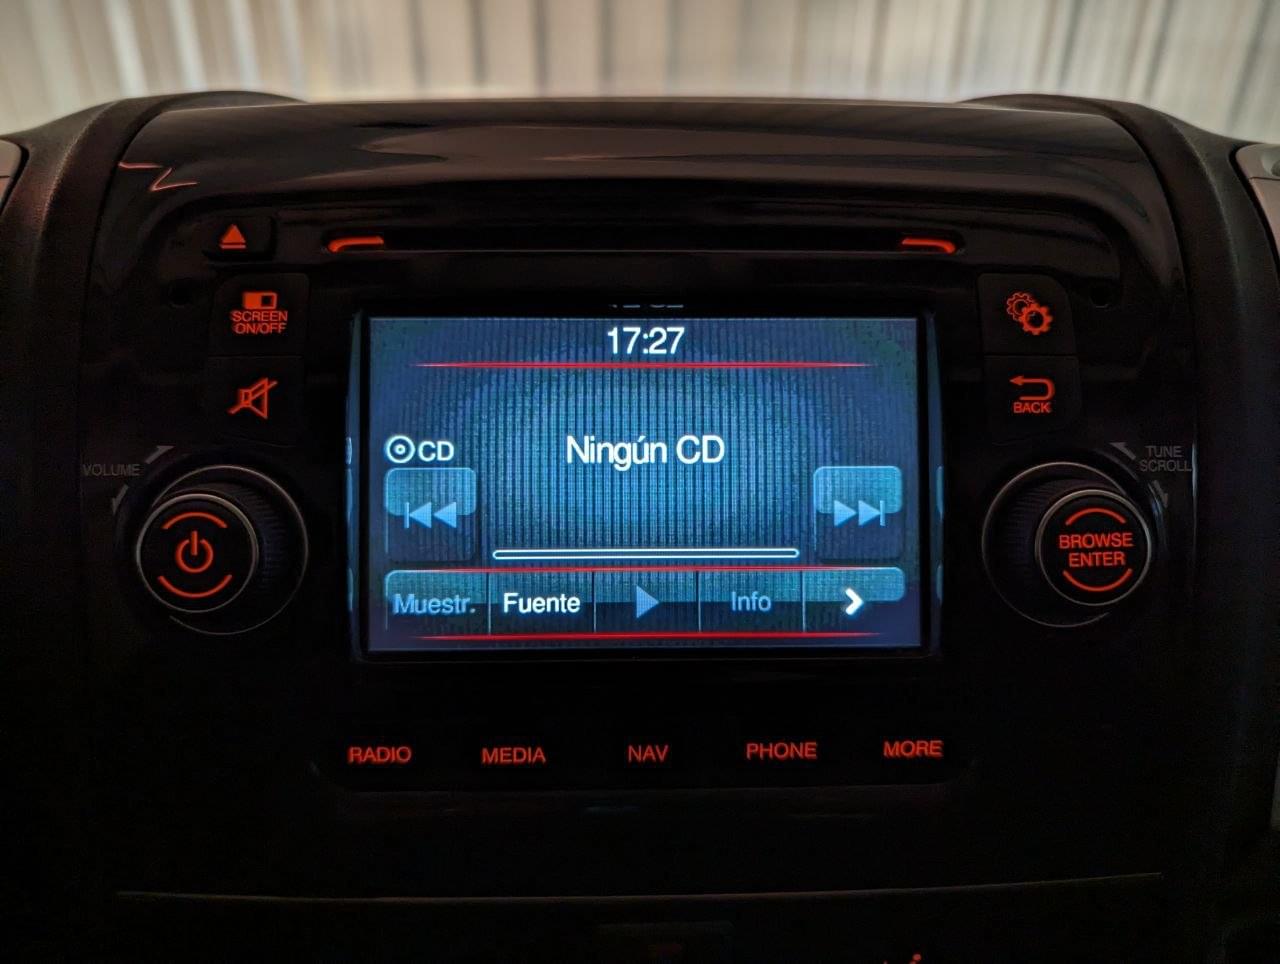 SCREEN
ON/OFF
17:27
BACK
VOLUME
CD
Ningún CD
TUNE
SCROLL
BROWSE
ENTER
Muestr.
Fuente
Info
RADIO
MEDIA
NAV
PHONE
MORE